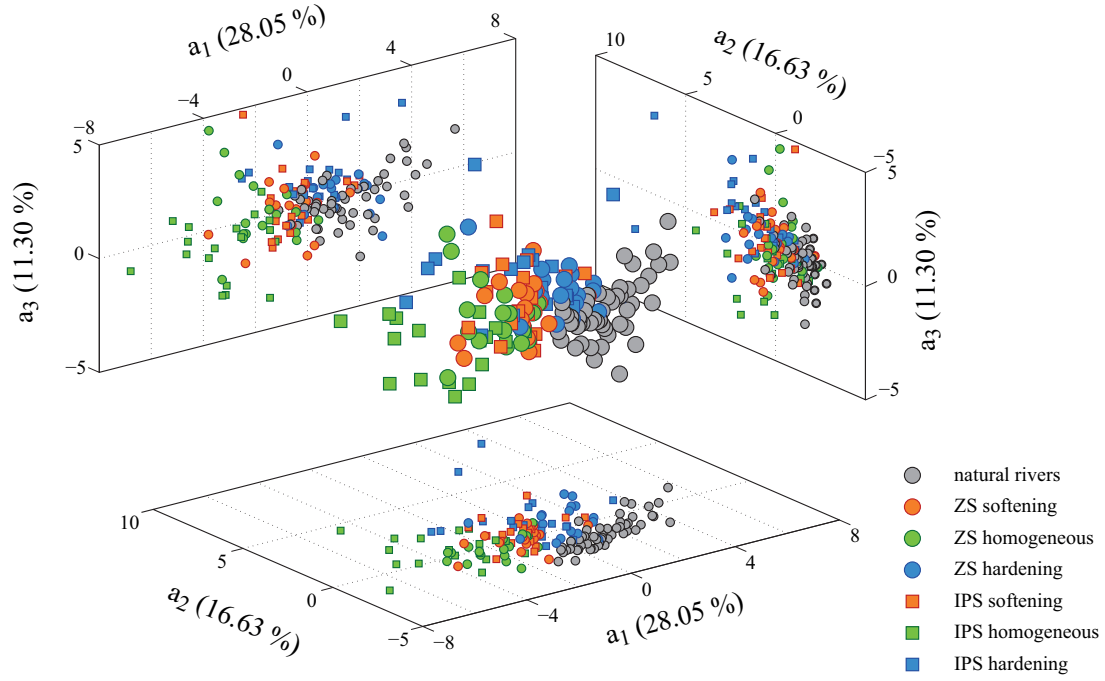 a1 (28.05 %)
−8
−4
0
4
8
5
0
−5
a3 (11.30 %)
a2 (16.63 %)
10
5
0
−5
5
0
−5
a3 (11.30 %)
10
5
0
−5
a2 (16.63 %)
−8
−4
0
4
8
a1 (28.05 %)
natural rivers
ZS softening
ZS homogeneous
ZS hardening
IPS softening
IPS homogeneous
IPS hardening